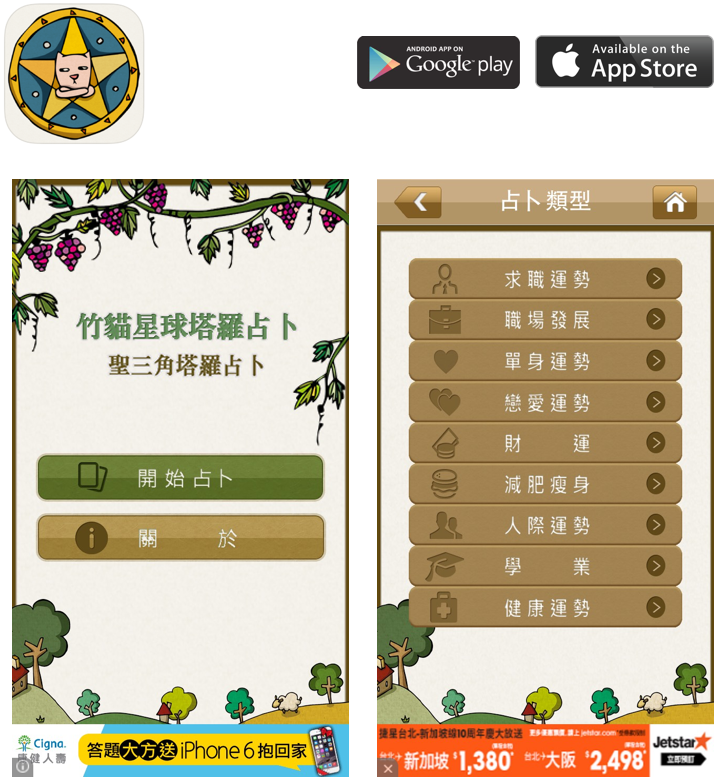 ANDROID APP ON
Google play
Available on the
App Store
竹貓星球塔羅占卜
聖三角塔羅占卜
開始占卜
關於
Cigna.
康健人壽
答題大方送iPhone 6抱回家
占卜類型
求職運勢
職場發展
單身運勢
戀愛運勢
財運
減肥瘦身
人際運勢
學業
健康運勢
捷星台北-新加坡線10周年慶大放送
更多優惠票價，請上 jetstar.com
台北 新加坡 $1,380
台北 大阪 $2,498
Jetstar
立即預訂